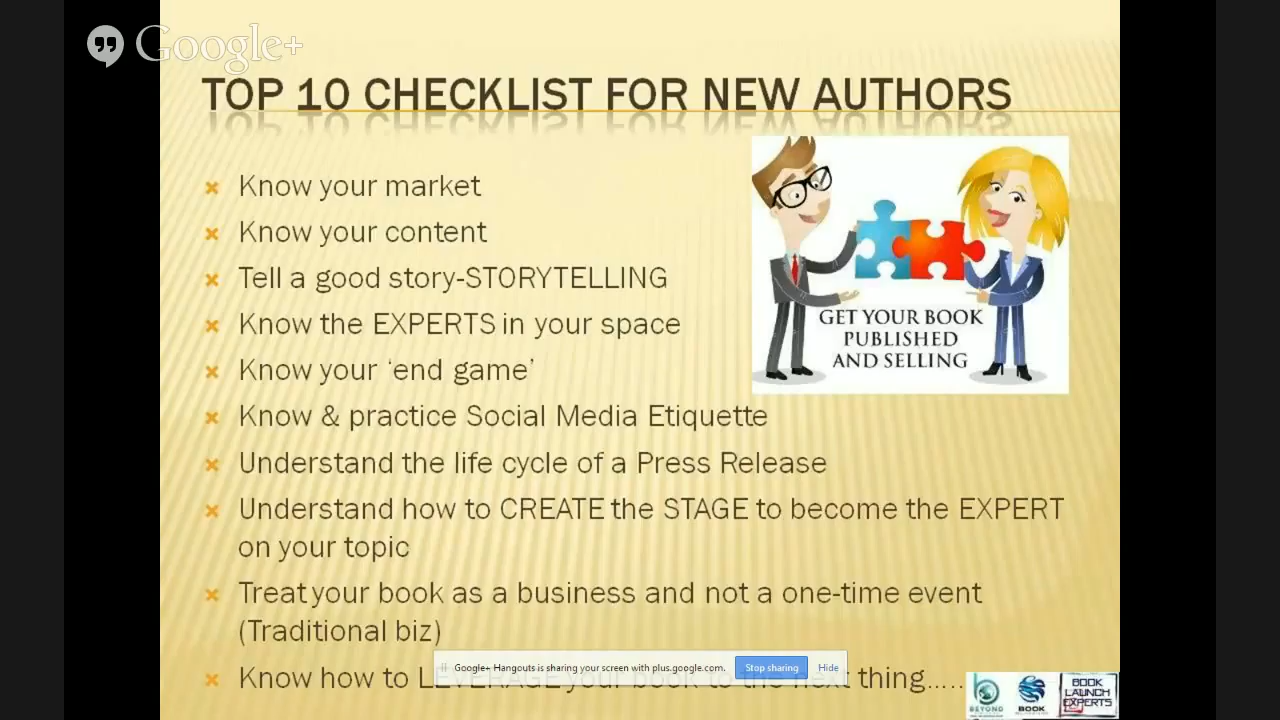 Google+
TOP 10 CHECKLIST FOR NEW AUTHORS
Know your market
Know your content
Tell a good story-STORYTELLING
Know the EXPERTS in your space
Know your ‘end game’
Know & practice Social Media Etiquette
Understand the life cycle of a Press Release
Understand how to CREATE the STAGE to become the EXPERT
on your topic
Treat your book as a business and not a one-time event
(Traditional biz)
Know how to LEVERAGE your book to the next thing.....
GET YOUR BOOK
PUBLISHED
AND SELLING
Google+ Hangouts is sharing your screen with plus.google.com.
Stop sharing
Hide
BEYOND
BOOK
BOOK
LAUNCH
EXPERTS